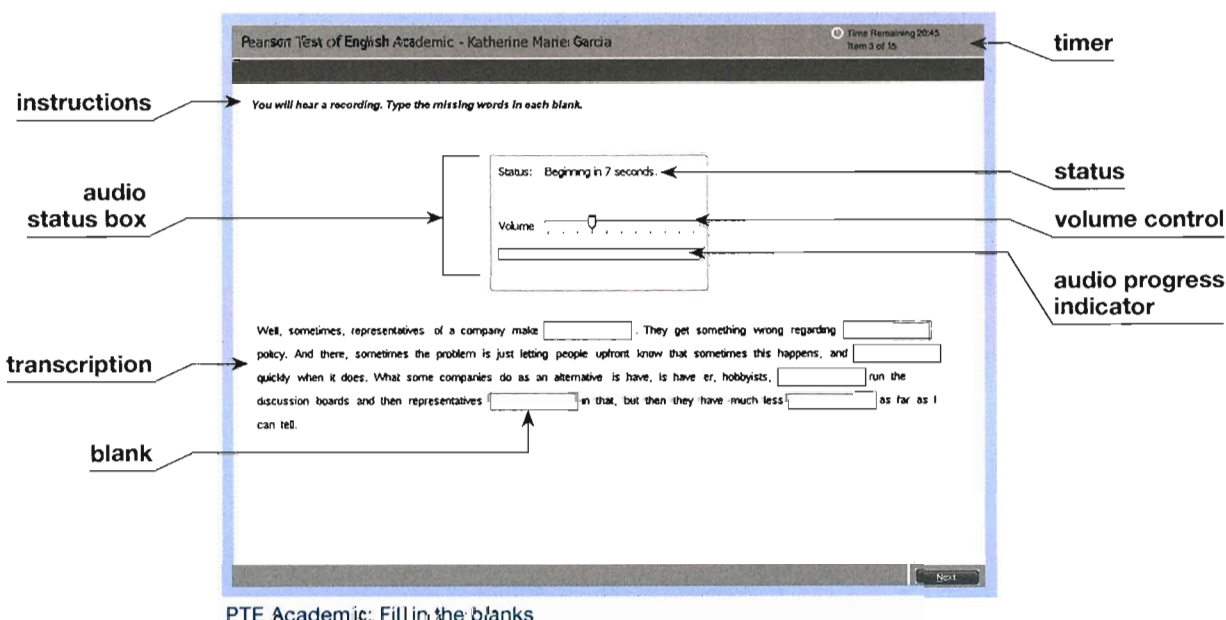 Pearson Test of English Academic - Katherine Marie Garcia
Time Remaining 20:45
Item 3 of 15
timer
instructions
You will hear a recording. Type the missing words in each blank.
audio
status box
Status: Beginning in 7 seconds.
status
Volume
volume control
audio progress
indicator
transcription
Well, sometimes, representatives of a company make . They get something wrong regarding
policy. And there, sometimes the problem is just letting people upfront know that sometimes this happens, and
quickly when it does. What some companies do as an alternative is have, is have er, hobbyists, run the
discussion boards and then representatives in that, but then they have much less as far as I
can tell.
blank
Next
PTE Academic: Fill in the blanks